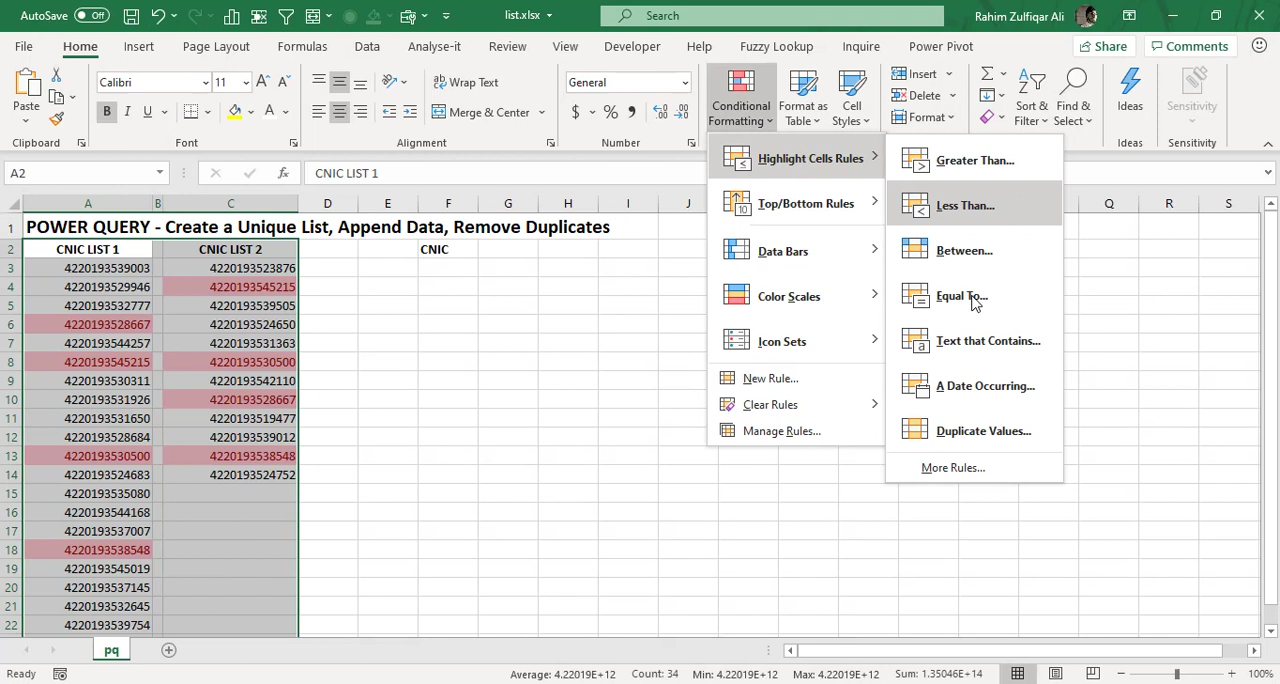 AutoSave Off list.xlsx Search Rahim Zulfiqar Ali
File Home Insert Page Layout Formulas Data Analyse-it Review View Developer Help Fuzzy Lookup Inquire Power Pivot Share Comments
Paste
Calibri 11
B I U
Wrap Text
Merge & Center
General
$ % ,
Conditional Formatting
Format as Table
Cell Styles
Insert
Delete
Format
Sort & Filter
Find & Select
Ideas
Sensitivity
Clipboard Font Alignment Number Ideas Sensitivity
A2 fx CNIC LIST 1
A B C D E F G H I J Q R S
1 POWER QUERY - Create a Unique List, Append Data, Remove Duplicates
2 CNIC LIST 1 CNIC LIST 2 CNIC
3 4220193539003 4220193523876
4 4220193529946 4220193545215
5 4220193532777 4220193539505
6 4220193528667 4220193524650
7 4220193544257 4220193531363
8 4220193545215 4220193530500
9 4220193530311 4220193542110
10 4220193531926 4220193528667
11 4220193531650 4220193519477
12 4220193528684 4220193539012
13 4220193530500 4220193538548
14 4220193524683 4220193524752
15 4220193535080
16 4220193544168
17 4220193537007
18 4220193538548
19 4220193545019
20 4220193537145
21 4220193532645
22 4220193539754
Highlight Cells Rules
Top/Bottom Rules
Data Bars
Color Scales
Icon Sets
New Rule...
Clear Rules
Manage Rules...
Greater Than...
Less Than...
Between...
Equal To...
Text that Contains...
A Date Occurring...
Duplicate Values...
More Rules...
pq
Ready Average: 4.22019E+12 Count: 34 Min: 4.22019E+12 Max: 4.22019E+12 Sum: 1.35046E+14 100%